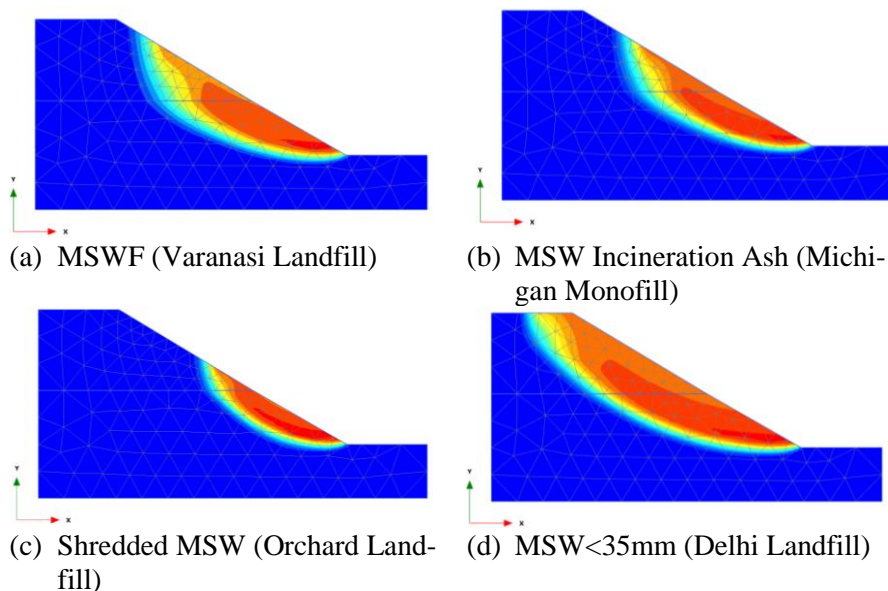 Y
X
Y
X
(a) MSWF (Varanasi Landfill)
(b) MSW Incineration Ash (Michi-
gan Monofill)
Y
X
Y
X
(c) Shredded MSW (Orchard Land-
fill)
(d) MSW<35mm (Delhi Landfill)